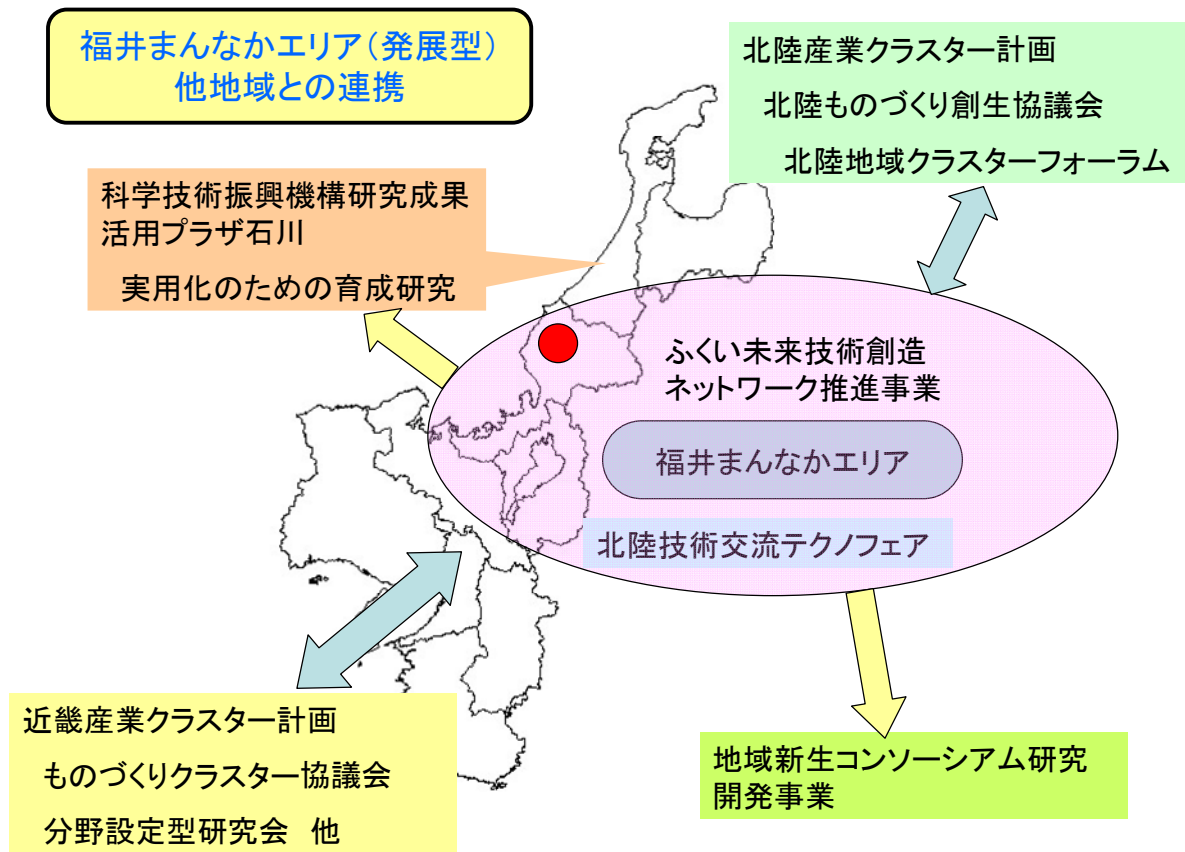 福井まんなかエリア（発展型）
他地域との連携
北陸産業クラスター計画
北陸ものづくり創生協議会
北陸地域クラスターフォーラム
科学技術振興機構研究成果
活用プラザ石川
実用化のための育成研究
ふくい未来技術創造
ネットワーク推進事業
福井まんなかエリア
北陸技術交流テクノフェア
近畿産業クラスター計画
ものづくりクラスター協議会
分野設定型研究会　他
地域新生コンソーシアム研究
開発事業